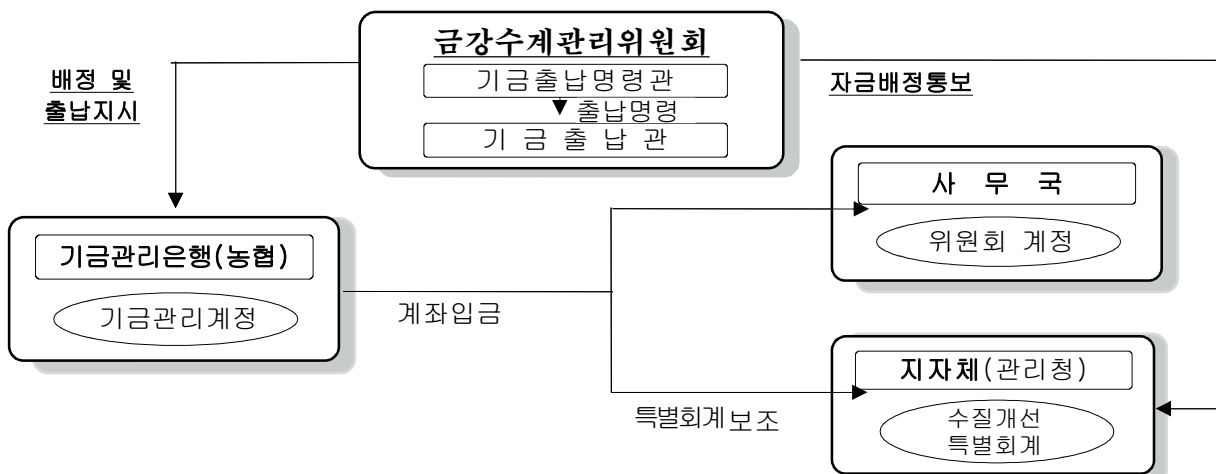 금강수계관리위원회
기금출납명령관
출납명령
기 금 출 납 관
배정 및
출납지시
자금배정통보
사 무 국
위원회 계정
기금관리은행(농협)
기금관리계정
계좌입금
지자체(관리청)
수질개선
특별회계
특별회계 보조